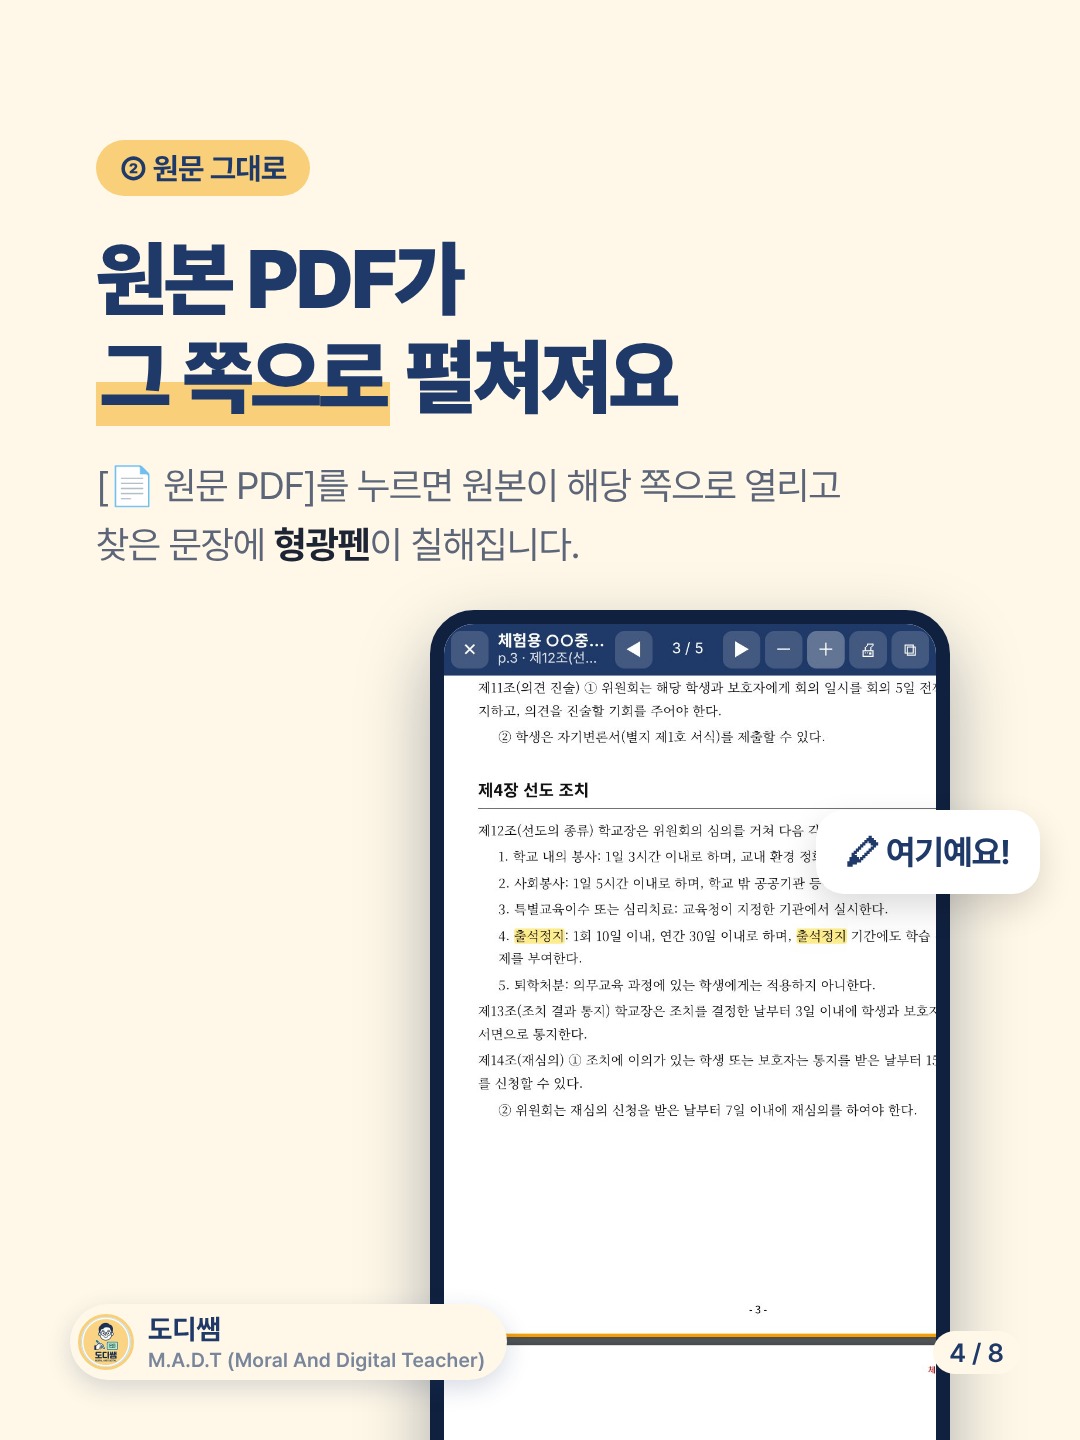 ② 원문 그대로
원본 PDF가
그 쪽으로 펼쳐져요
[📄 원문 PDF]를 누르면 원본이 해당 쪽으로 열리고
찾은 문장에 형광펜이 칠해집니다.
✕ 체험용 ○○중... ◀ 3 / 5 ▶ − +
p.3 · 제12조(선...
제11조(의견 진술) ① 위원회는 해당 학생과 보호자에게 회의 일시를 회의 5일 전
지하고, 의견을 진술할 기회를 주어야 한다.
② 학생은 자기변론서(별지 제1호 서식)를 제출할 수 있다.
제4장 선도 조치
제12조(선도의 종류) 학교장은 위원회의 심의를 거쳐 다음
1. 학교 내의 봉사: 1일 3시간 이내로 하며, 교내 환경
🖍 여기예요!
2. 사회봉사: 1일 5시간 이내로 하며, 학교 밖 공공기관 등
3. 특별교육이수 또는 심리치료: 교육청이 지정한 기관에서 실시한다.
4. 출석정지: 1회 10일 이내, 연간 30일 이내로 하며, 출석정지 기간에도 학습
제를 부여한다.
5. 퇴학처분: 의무교육 과정에 있는 학생에게는 적용하지 아니한다.
제13조(조치 결과 통지) 학교장은 조치를 결정한 날부터 3일 이내에 학생과 보호자
서면으로 통지한다.
제14조(재심의) ① 조치에 이의가 있는 학생 또는 보호자는 통지를 받은 날부터 15
를 신청할 수 있다.
② 위원회는 재심의 신청을 받은 날부터 7일 이내에 재심의를 하여야 한다.
- 3 -
도디쌤
도디쌤
M.A.D.T (Moral And Digital Teacher)
4 / 8